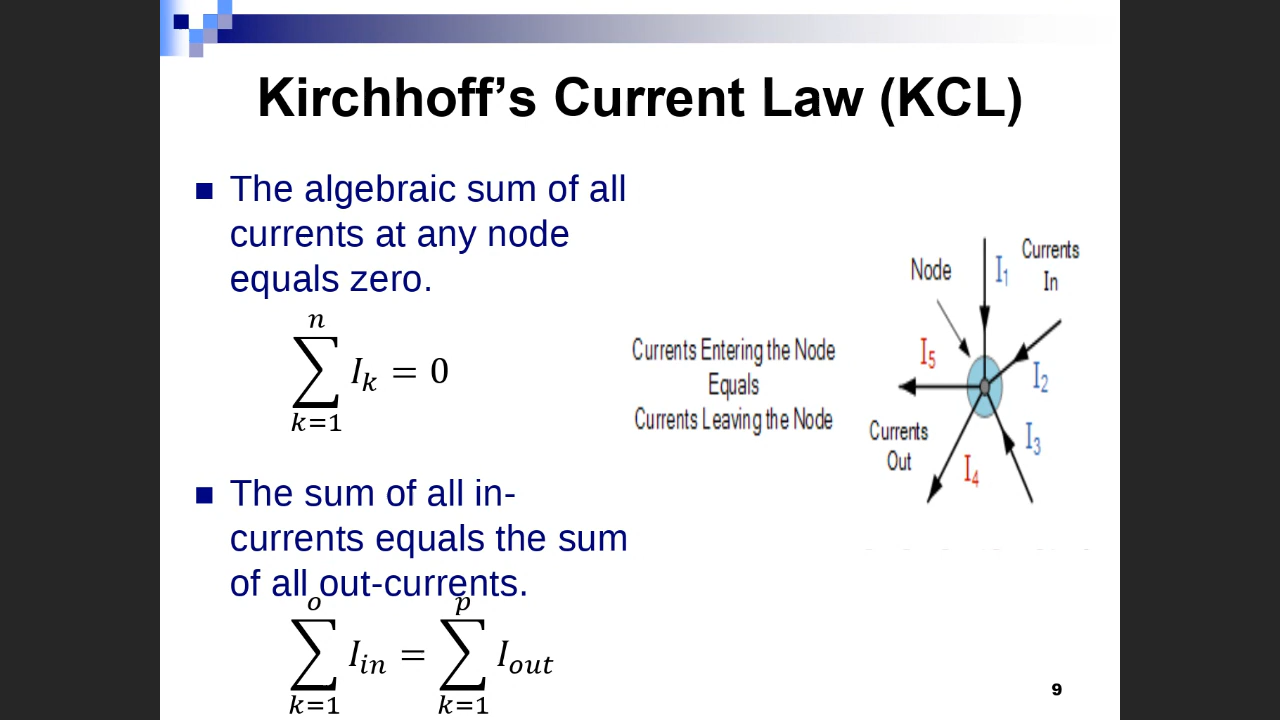 Kirchhoff’s Current Law (KCL)
The algebraic sum of all
currents at any node
equals zero.
n
∑ I_k = 0
k=1
The sum of all in-
currents equals the sum
of all out-currents.
o p
∑ I_in = ∑ I_out
k=1 k=1
Currents Entering the Node
Equals
Currents Leaving the Node
Node
I₁
Currents
In
I₅
I₂
Currents
Out
I₃
I₄
9